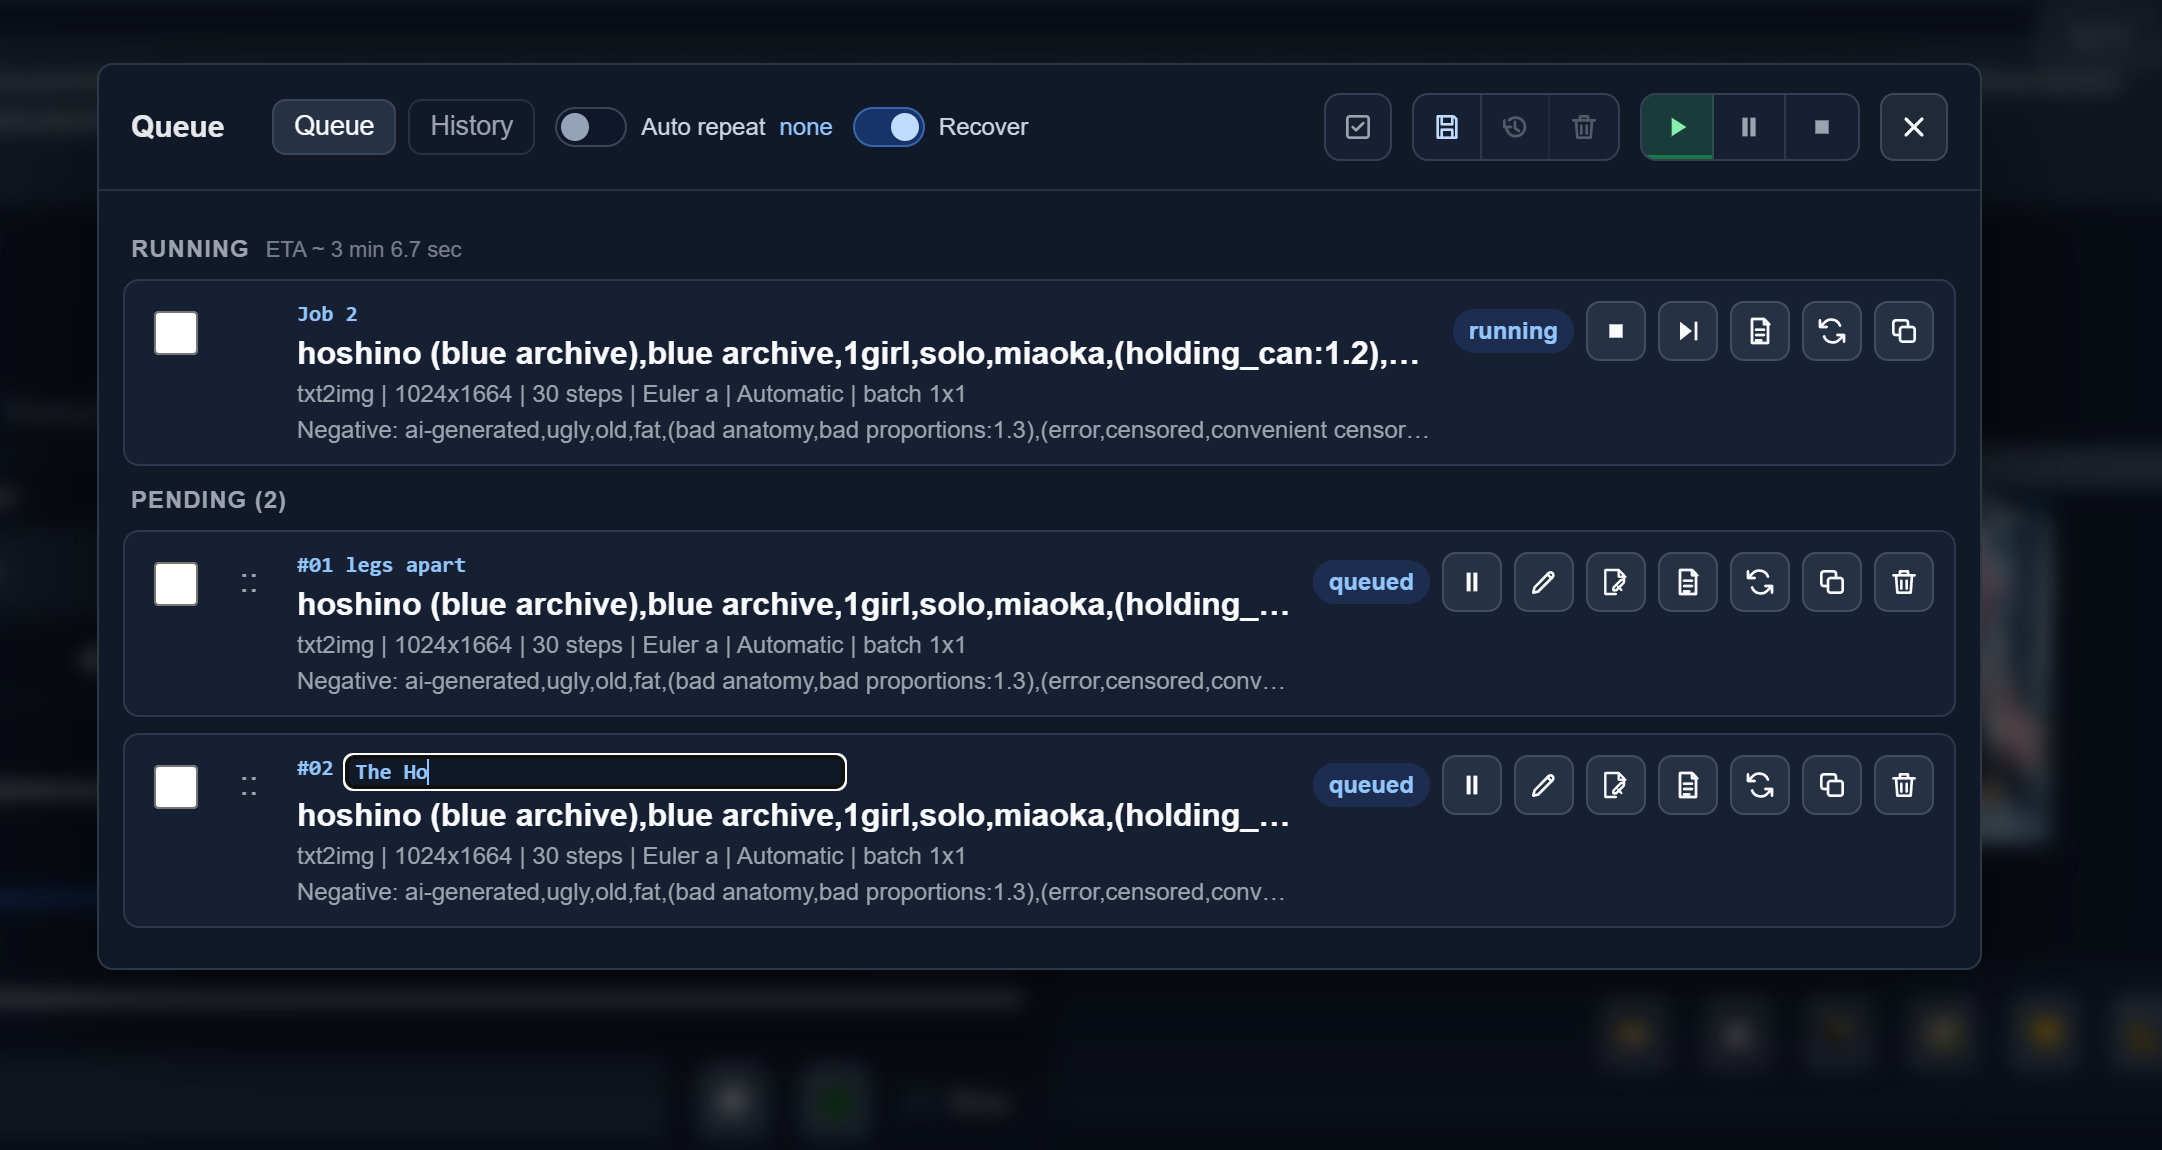 Queue
Queue
History
Auto repeat none
Recover
RUNNING ETA ~ 3 min 6.7 sec
Job 2
hoshino (blue archive),blue archive,1girl,solo,miaoka,(holding_can:1.2),…
running
txt2img | 1024x1664 | 30 steps | Euler a | Automatic | batch 1x1
Negative: ai-generated,ugly,old,fat,(bad anatomy,bad proportions:1.3),(error,censored,convenient censor…
PENDING (2)
#01 legs apart
hoshino (blue archive),blue archive,1girl,solo,miaoka,(holding_…
queued
txt2img | 1024x1664 | 30 steps | Euler a | Automatic | batch 1x1
Negative: ai-generated,ugly,old,fat,(bad anatomy,bad proportions:1.3),(error,censored,conv…
#02 The Ho
hoshino (blue archive),blue archive,1girl,solo,miaoka,(holding_…
queued
txt2img | 1024x1664 | 30 steps | Euler a | Automatic | batch 1x1
Negative: ai-generated,ugly,old,fat,(bad anatomy,bad proportions:1.3),(error,censored,conv…